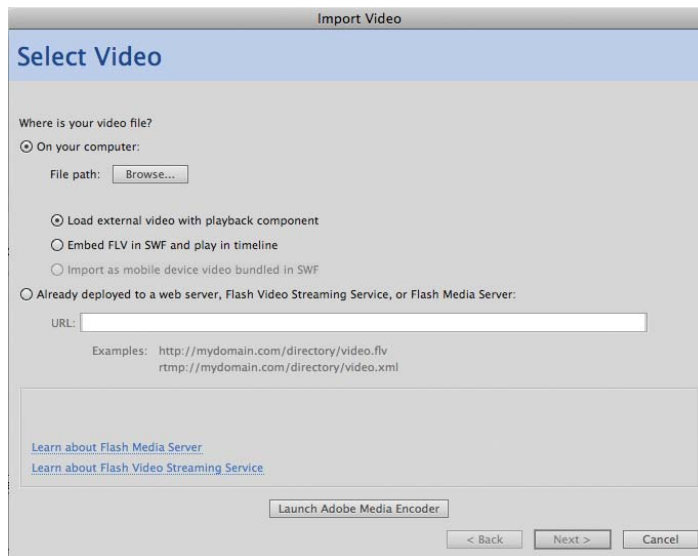 Import Video
Select Video
Where is your video file?
On your computer:
File path: Browse...
Load external video with playback component
Embed FLV in SWF and play in timeline
Import as mobile device video bundled in SWF
Already deployed to a web server, Flash Video Streaming Service, or Flash Media Server:
URL:
Examples: http://mydomain.com/directory/video.flv
rtmp://mydomain.com/directory/video.xml
Learn about Flash Media Server
Learn about Flash Video Streaming Service
Launch Adobe Media Encoder
< Back Next > Cancel